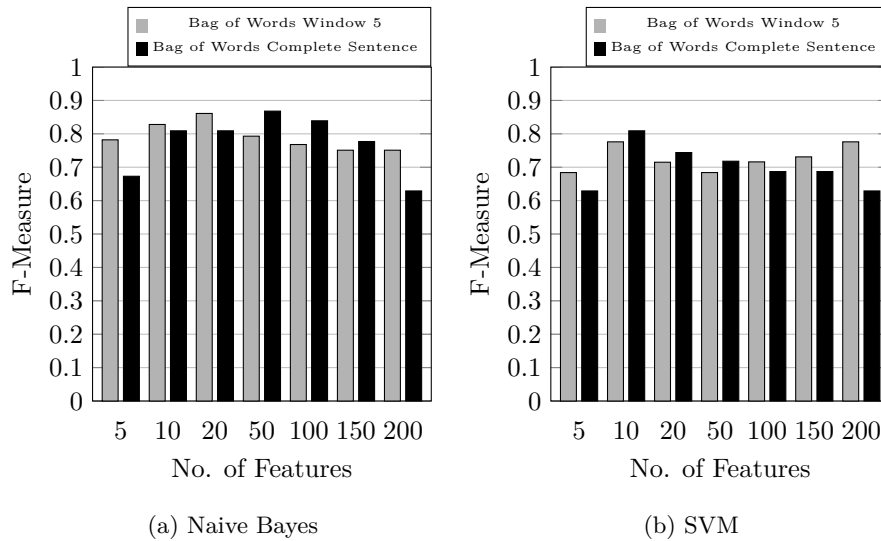 Bag of Words Window 5
Bag of Words Complete Sentence
1
0.9
0.8
0.7
0.6
0.5
0.4
0.3
0.2
0.1
0
F-Measure
5 10 20 50 100 150 200
No. of Features
(a) Naive Bayes
Bag of Words Window 5
Bag of Words Complete Sentence
1
0.9
0.8
0.7
0.6
0.5
0.4
0.3
0.2
0.1
0
F-Measure
5 10 20 50 100 150 200
No. of Features
(b) SVM